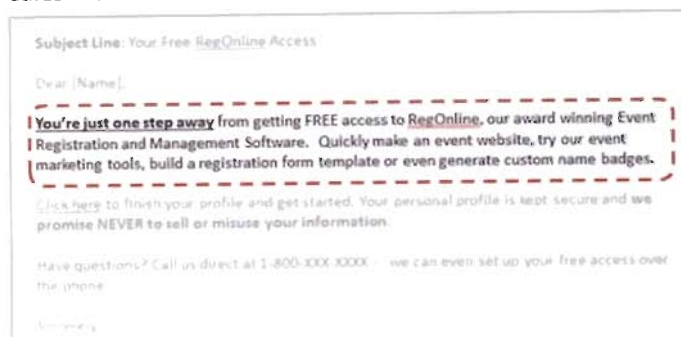 Subject Line: Your Free RegOnline Access
Dear [Name],
You're just one step away from getting FREE access to RegOnline, our award winning Event
Registration and Management Software. Quickly make an event website, try our event
marketing tools, build a registration form template or even generate custom name badges.
Click here to finish your profile and get started. Your personal profile is kept secure and we
promise NEVER to sell or misuse your information.
Have questions? Call us direct at 1-800-XXX-XXXX - we can even set up your free access over
the phone